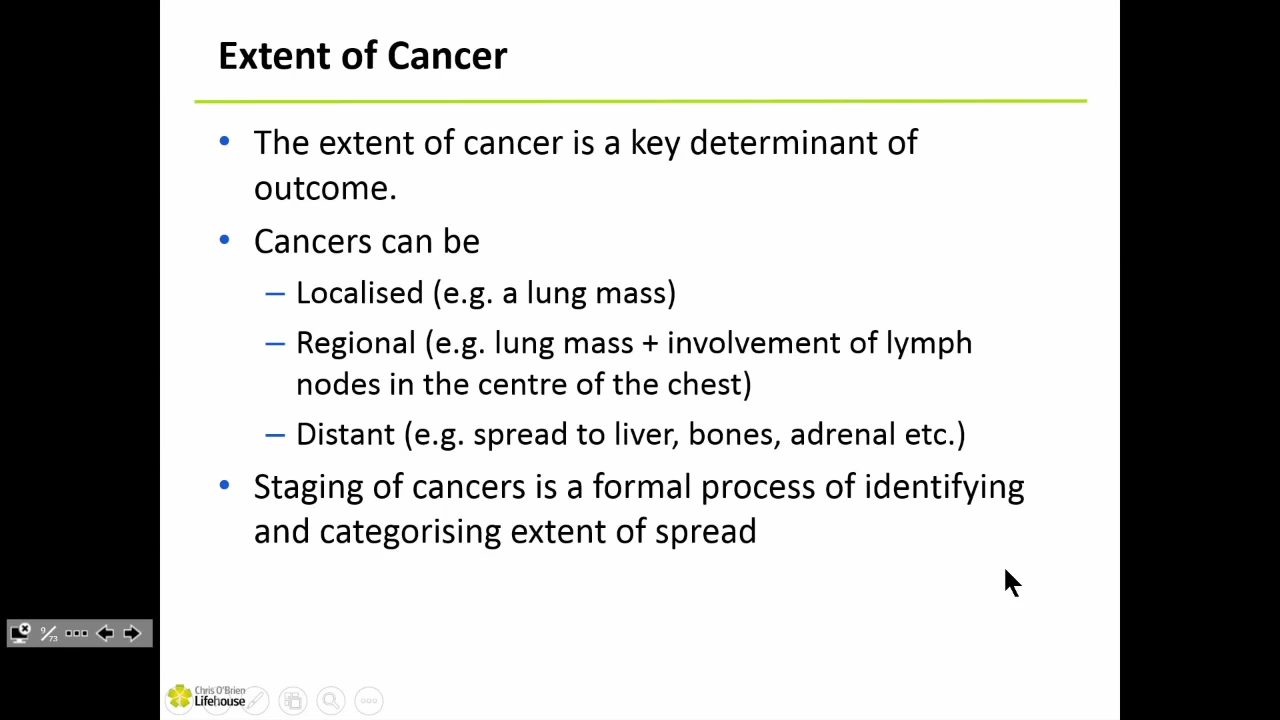 Extent of Cancer
• The extent of cancer is a key determinant of
outcome.
• Cancers can be
– Localised (e.g. a lung mass)
– Regional (e.g. lung mass + involvement of lymph
nodes in the centre of the chest)
– Distant (e.g. spread to liver, bones, adrenal etc.)
• Staging of cancers is a formal process of identifying
and categorising extent of spread
9/73
Chris O'Brien
Lifehouse